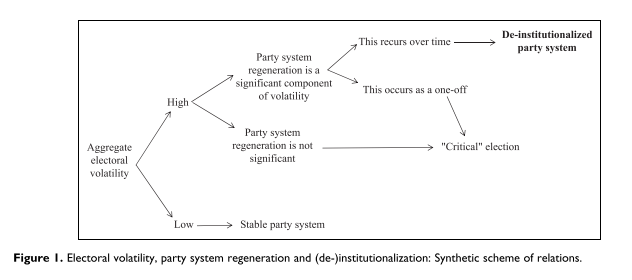 This recurs over time
De-institutionalized
party system
Party system
regeneration is a
significant component
of volatility
This occurs as a one-off
High
Party system
regeneration is not
significant
"Critical" election
Aggregate
electoral
volatility
Low
Stable party system
Figure 1. Electoral volatility, party system regeneration and (de-)institutionalization: Synthetic scheme of relations.